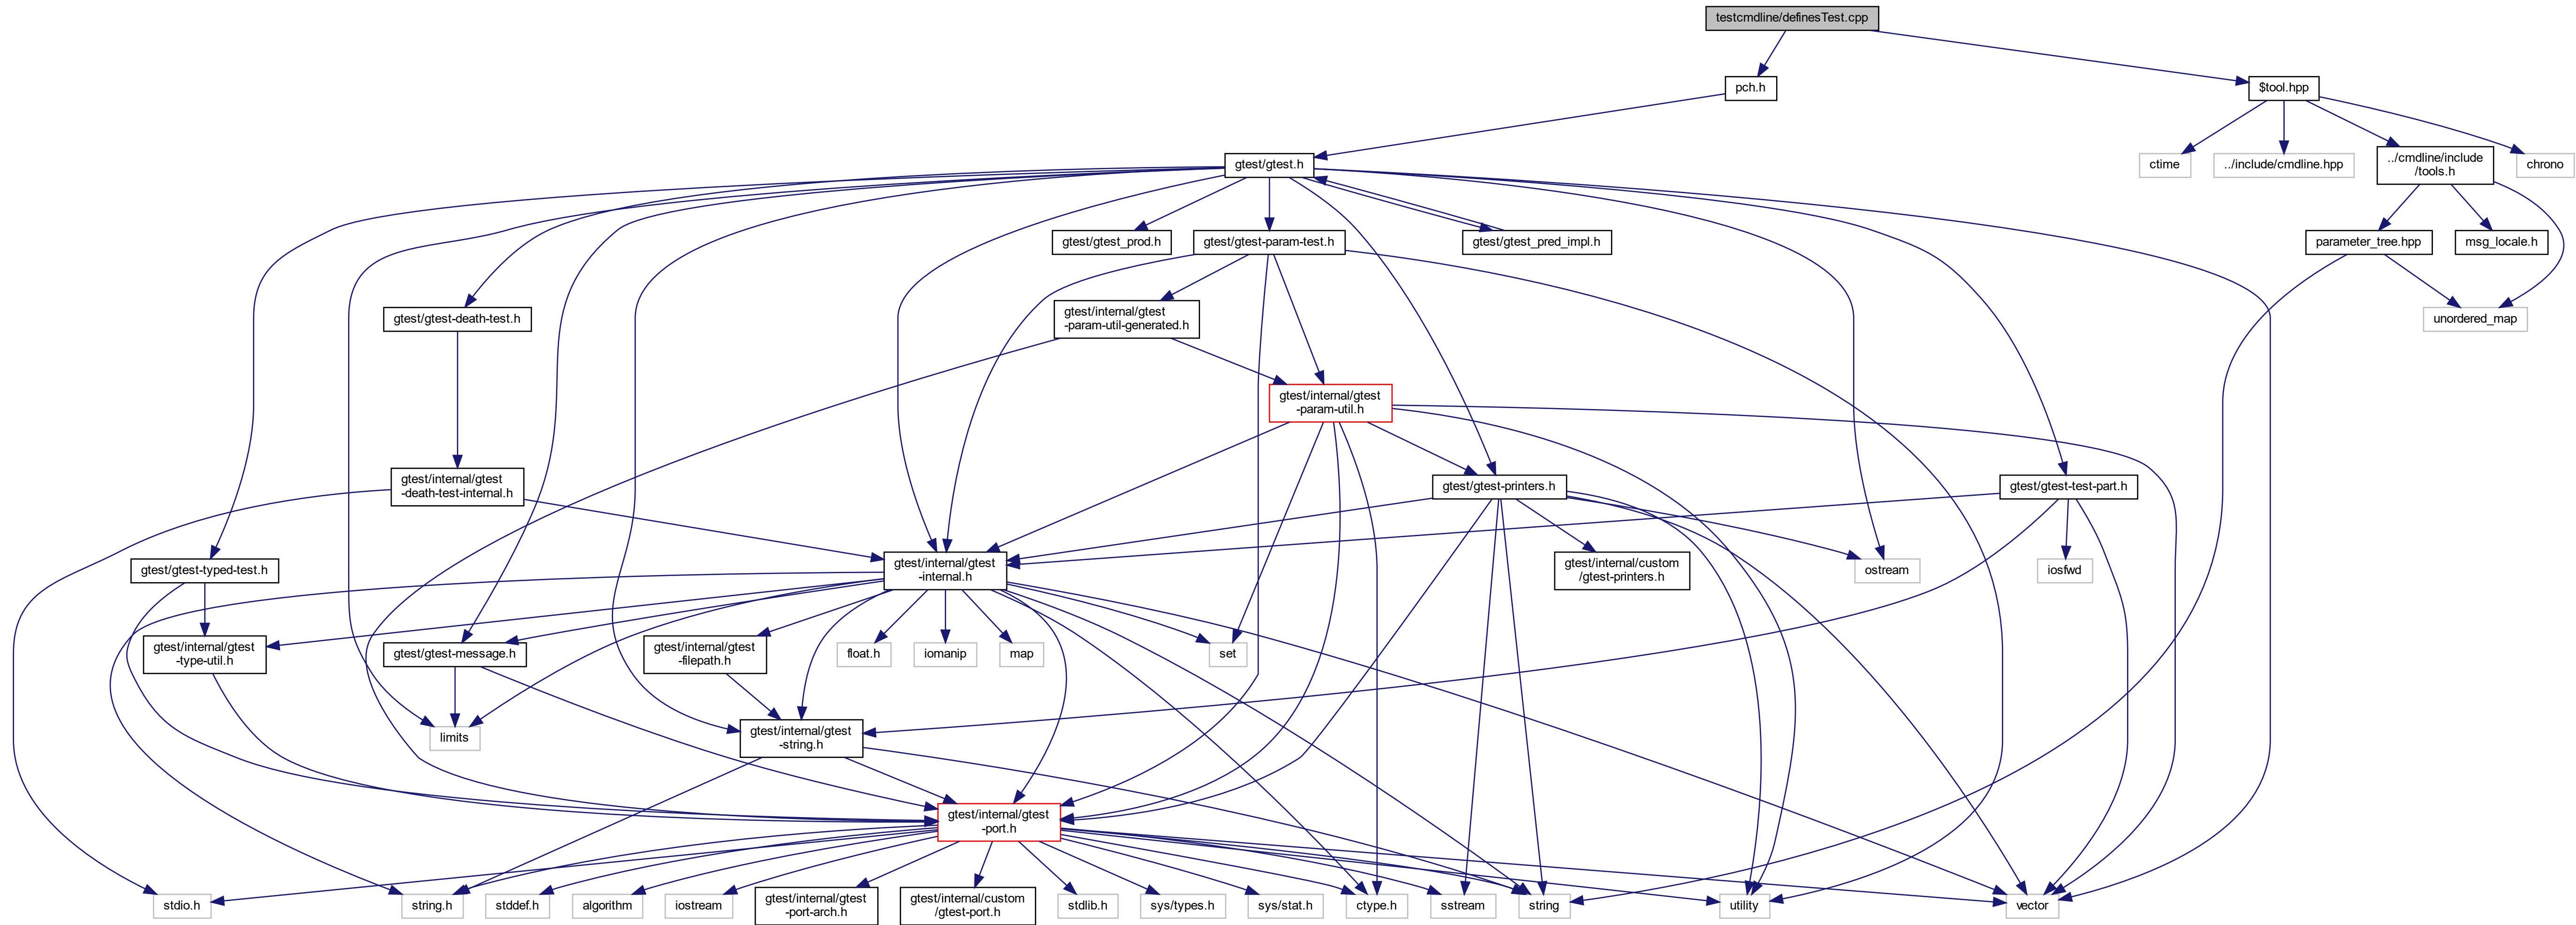 testcmdline/definesTest.cpp
pch.h
$tool.hpp
gtest/gtest.h
ctime
../include/cmdline.hpp
../cmdline/include
/tools.h
chrono
gtest/gtest_prod.h
gtest/gtest-param-test.h
gtest/gtest_pred_impl.h
parameter_tree.hpp
msg_locale.h
gtest/gtest-death-test.h
gtest/internal/gtest
-param-util-generated.h
unordered_map
gtest/internal/gtest
-param-util.h
gtest/internal/gtest
-death-test-internal.h
gtest/gtest-printers.h
gtest/gtest-test-part.h
gtest/gtest-typed-test.h
gtest/internal/gtest
-internal.h
gtest/internal/custom
/gtest-printers.h
ostream
iosfwd
gtest/internal/gtest
-type-util.h
gtest/gtest-message.h
gtest/internal/gtest
-filepath.h
float.h
iomanip
map
set
limits
gtest/internal/gtest
-string.h
gtest/internal/gtest
-port.h
stdio.h
string.h
stddef.h
algorithm
iostream
gtest/internal/gtest
-port-arch.h
gtest/internal/custom
/gtest-port.h
stdlib.h
sys/types.h
sys/stat.h
ctype.h
sstream
string
utility
vector